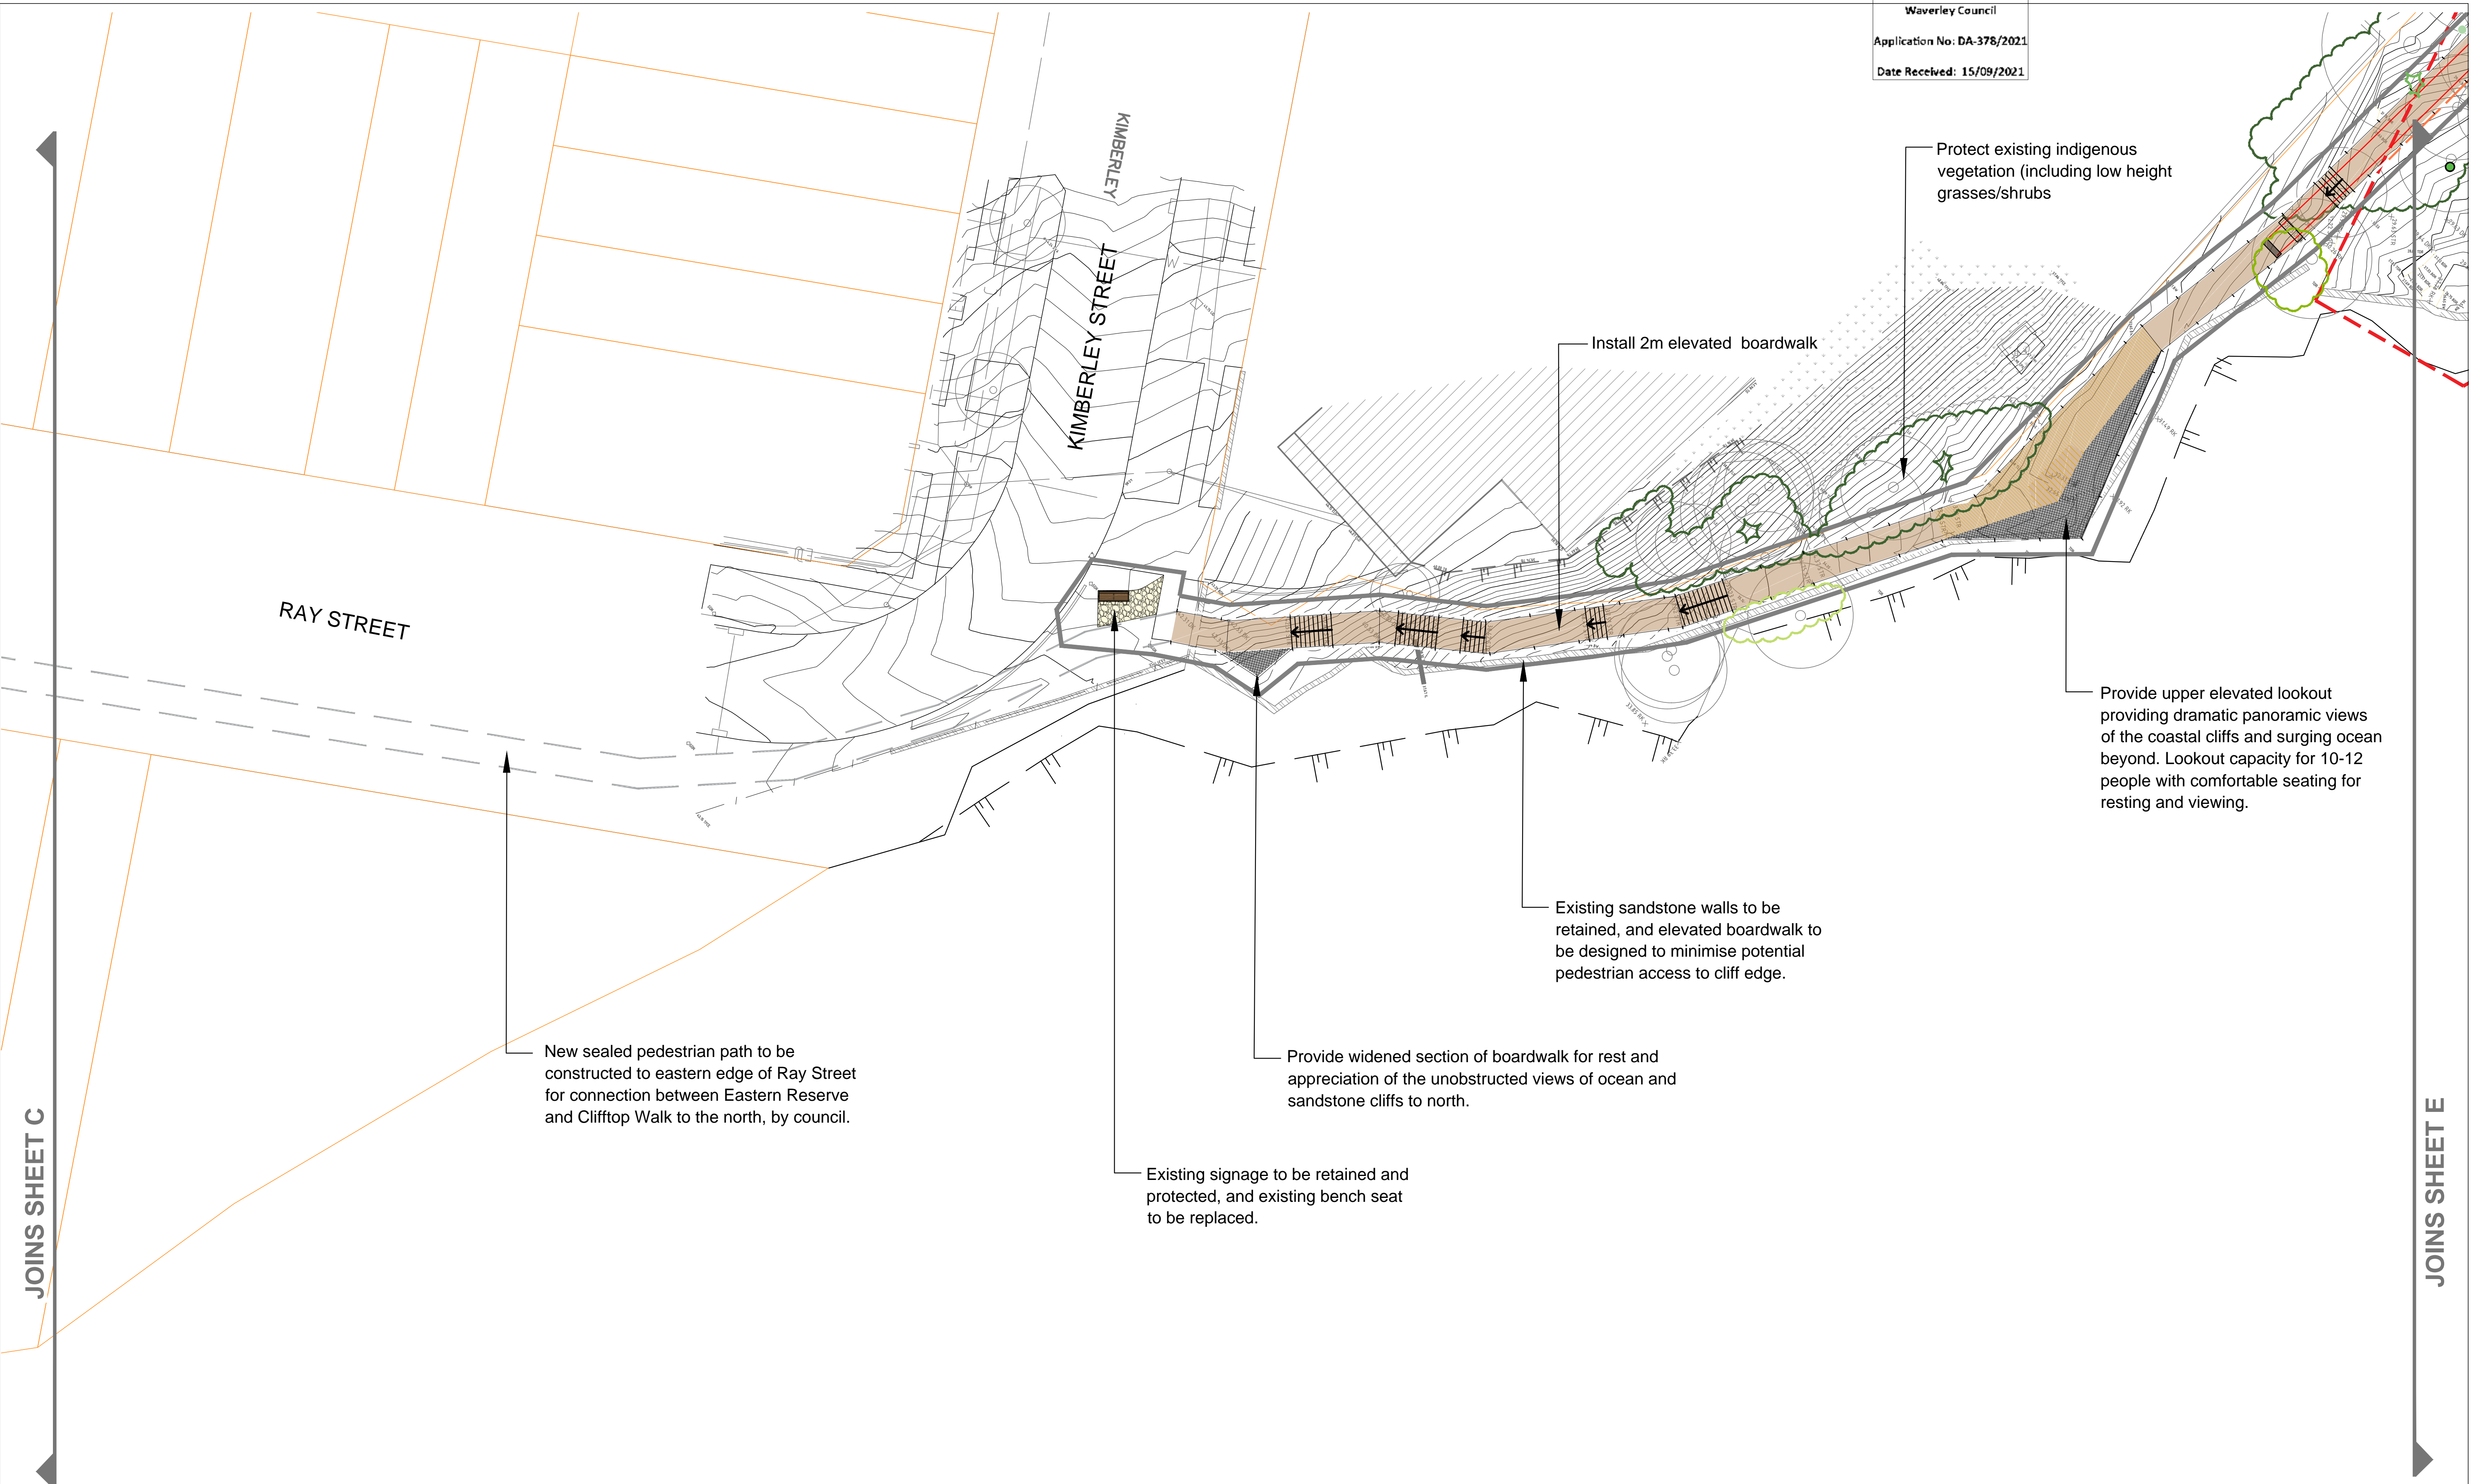 Waverley Council
Application No: DA-378/2021
Date Received: 15/09/2021
KIMBERLEY
KIMBERLEY STREET
RAY STREET
Protect existing indigenous
vegetation (including low height
grasses/shrubs
Install 2m elevated boardwalk
Provide upper elevated lookout
providing dramatic panoramic views
of the coastal cliffs and surging ocean
beyond. Lookout capacity for 10-12
people with comfortable seating for
resting and viewing.
Existing sandstone walls to be
retained, and elevated boardwalk to
be designed to minimise potential
pedestrian access to cliff edge.
New sealed pedestrian path to be
constructed to eastern edge of Ray Street
for connection between Eastern Reserve
and Clifftop Walk to the north, by council.
Provide widened section of boardwalk for rest and
appreciation of the unobstructed views of ocean and
sandstone cliffs to north.
Existing signage to be retained and
protected, and existing bench seat
to be replaced.
JOINS SHEET C
JOINS SHEET E